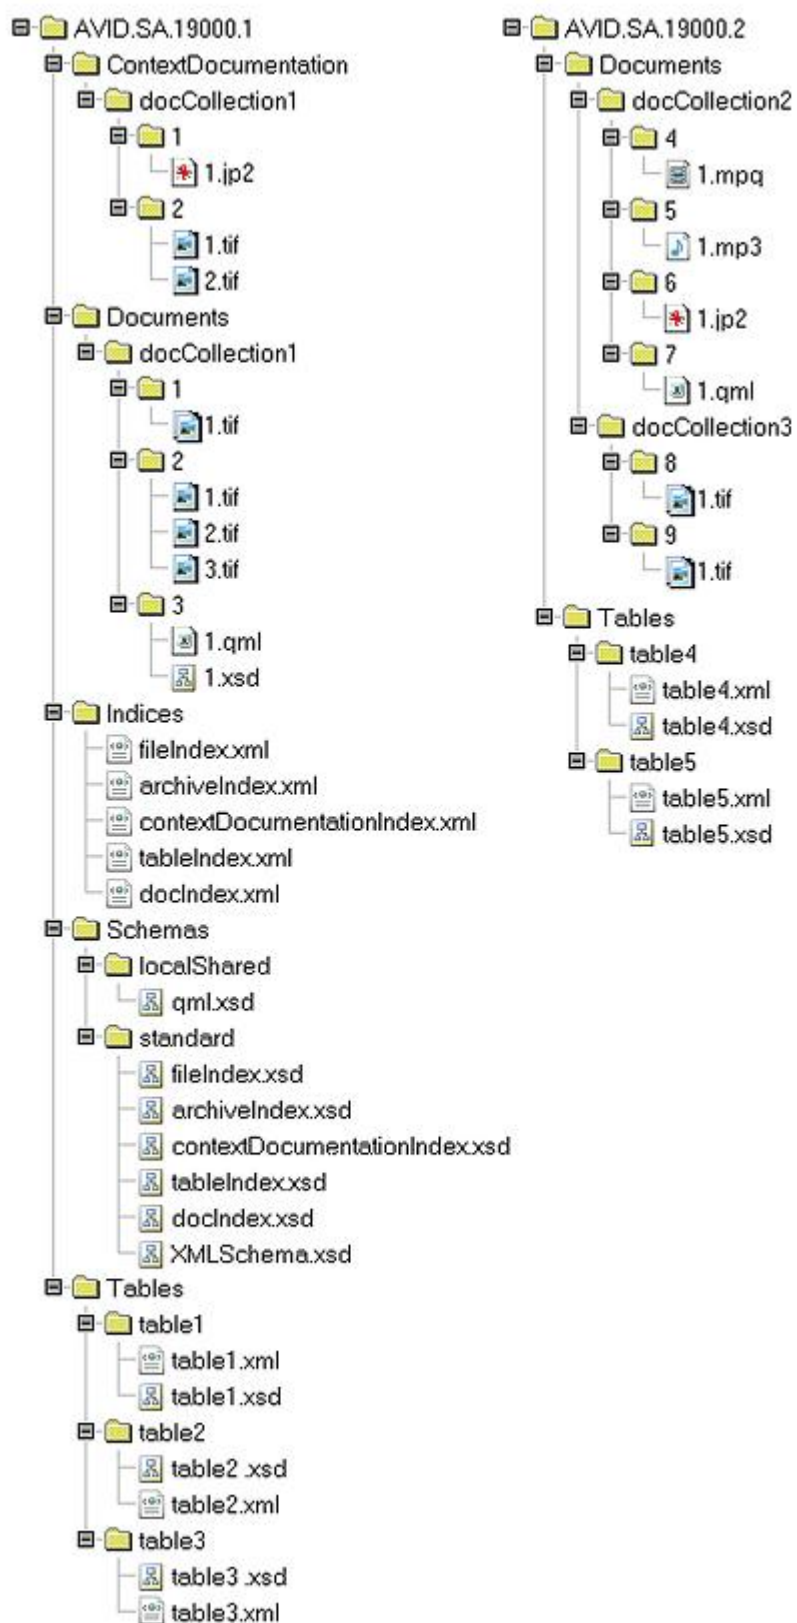 AVID.SA.19000.1
ContextDocumentation
docCollection1
1
1.jp2
2
1.tif
2.tif
Documents
docCollection1
1
1.tif
2
1.tif
2.tif
3.tif
3
1.qml
1.xsd
Indices
fileIndex.xml
archiveIndex.xml
contextDocumentationIndex.xml
tableIndex.xml
docIndex.xml
Schemas
localShared
qml.xsd
standard
fileIndex.xsd
archiveIndex.xsd
contextDocumentationIndex.xsd
tableIndex.xsd
docIndex.xsd
XMLSchema.xsd
Tables
table1
table1.xml
table1.xsd
table2
table2 .xsd
table2.xml
table3
table3 .xsd
table3.xml
AVID.SA.19000.2
Documents
docCollection2
4
1.mpq
5
1.mp3
6
1.jp2
7
1.qml
docCollection3
8
1.tif
9
1.tif
Tables
table4
table4.xml
table4.xsd
table5
table5.xml
table5.xsd